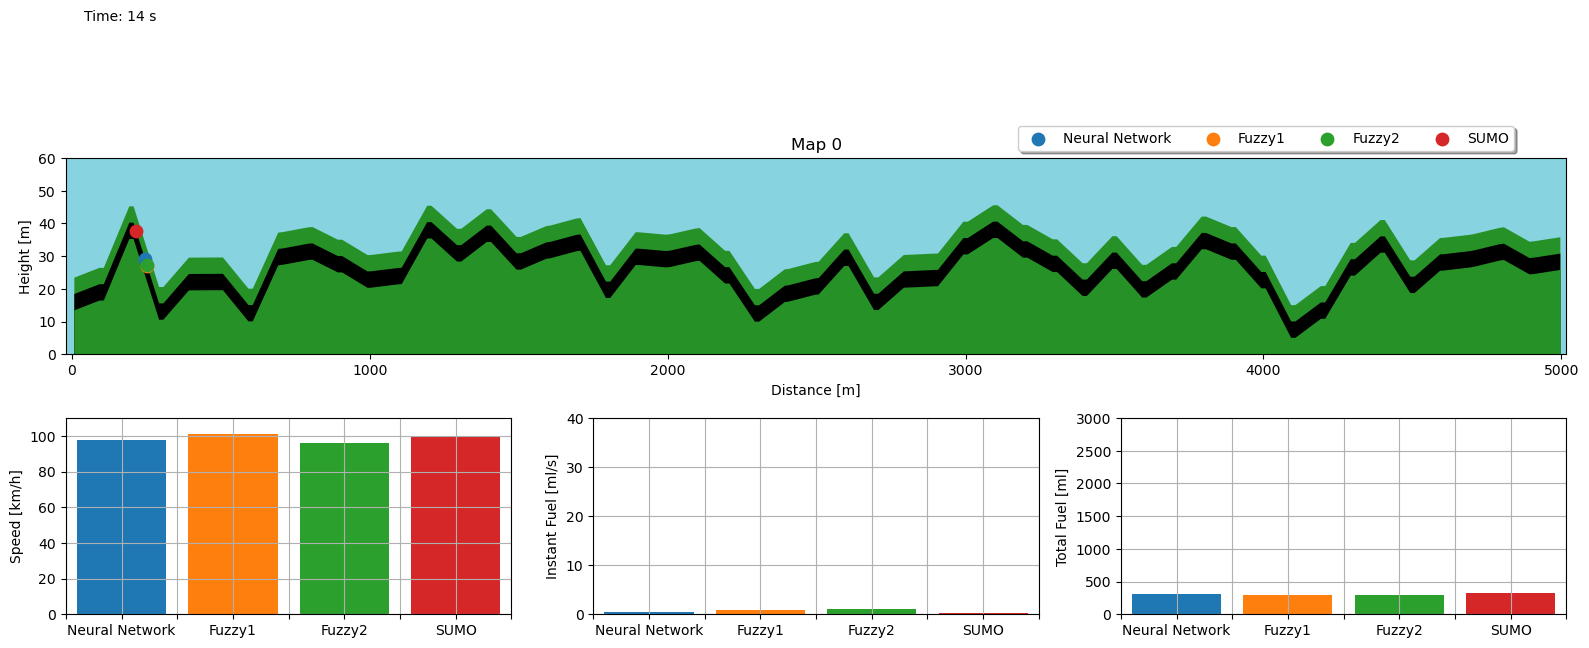 Time: 14 s
Neural Network Fuzzy1 Fuzzy2 SUMO
Map 0
Height [m]
60
50
40
30
20
10
0
0 1000 2000 3000 4000 5000
Distance [m]
Speed [km/h]
100
80
60
40
20
0
Neural Network Fuzzy1 Fuzzy2 SUMO
Instant Fuel [ml/s]
40
30
20
10
0
Neural Network Fuzzy1 Fuzzy2 SUMO
Total Fuel [ml]
3000
2500
2000
1500
1000
500
0
Neural Network Fuzzy1 Fuzzy2 SUMO